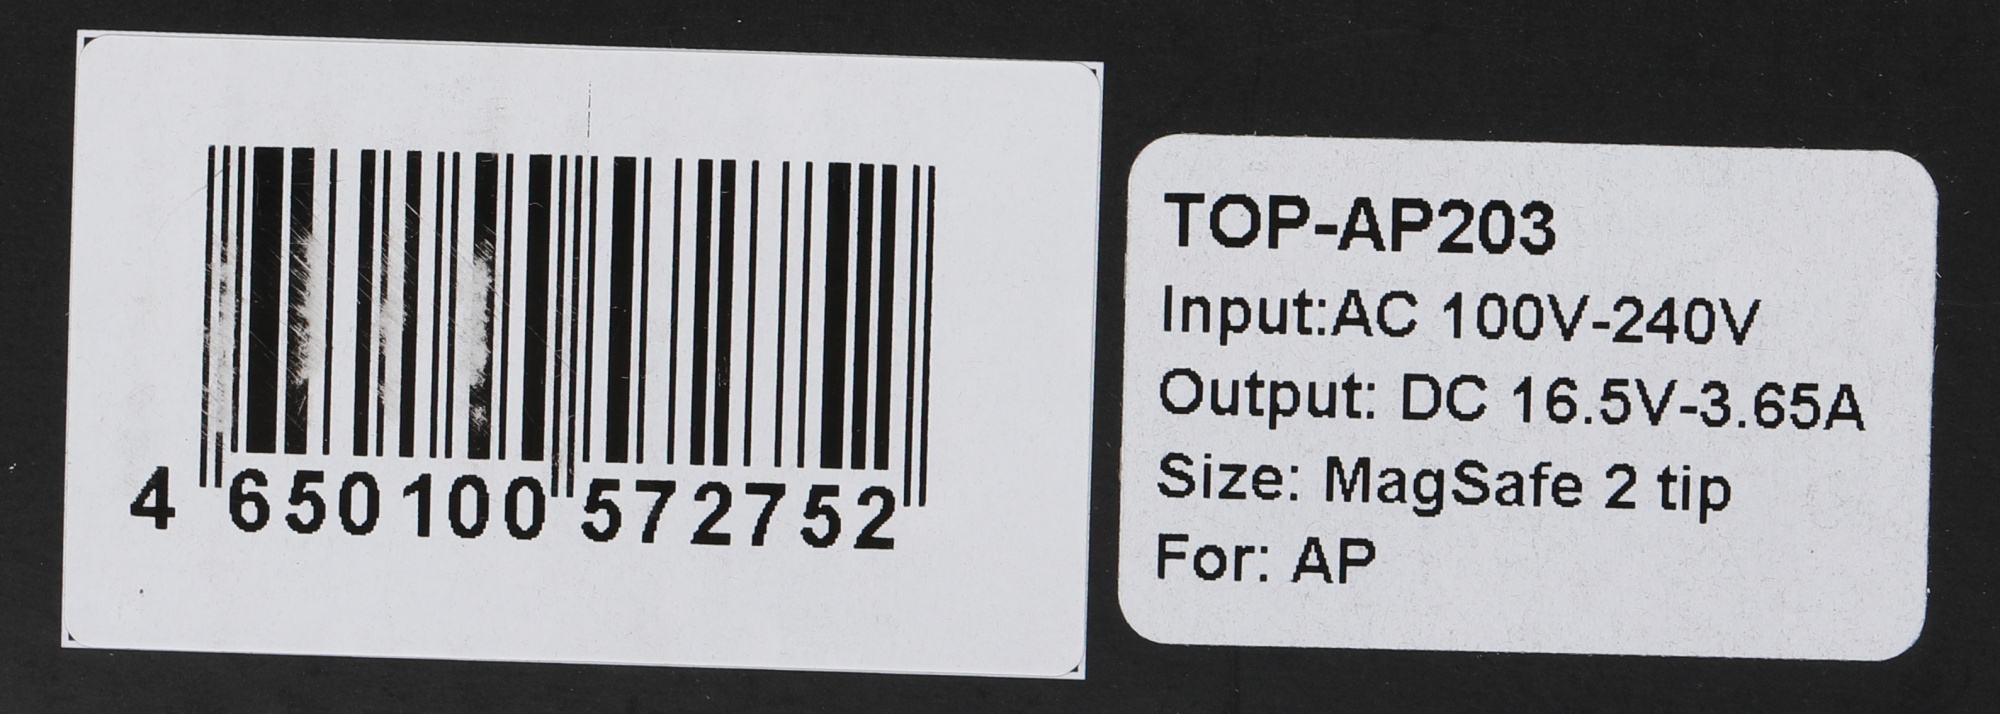 4 650100 572752
TOP-AP203
Input:AC 100V-240V
Output: DC 16.5V-3.65A
Size: MagSafe 2 tip
For: AP